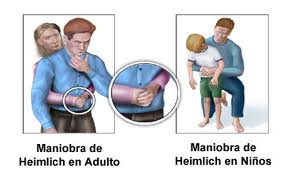 Maniobra de
Heimlich en Adulto
Maniobra de
Heimlich en Niños